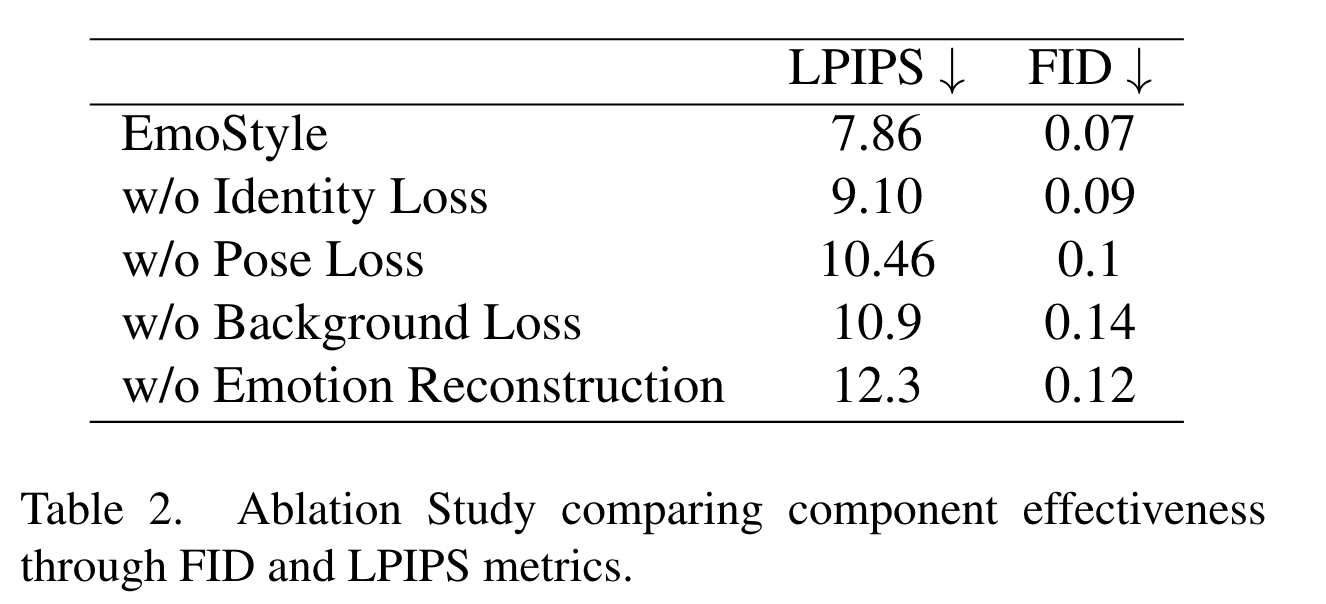 LPIPS ↓ FID ↓
EmoStyle 7.86 0.07
w/o Identity Loss 9.10 0.09
w/o Pose Loss 10.46 0.1
w/o Background Loss 10.9 0.14
w/o Emotion Reconstruction 12.3 0.12
Table 2. Ablation Study comparing component effectiveness
through FID and LPIPS metrics.